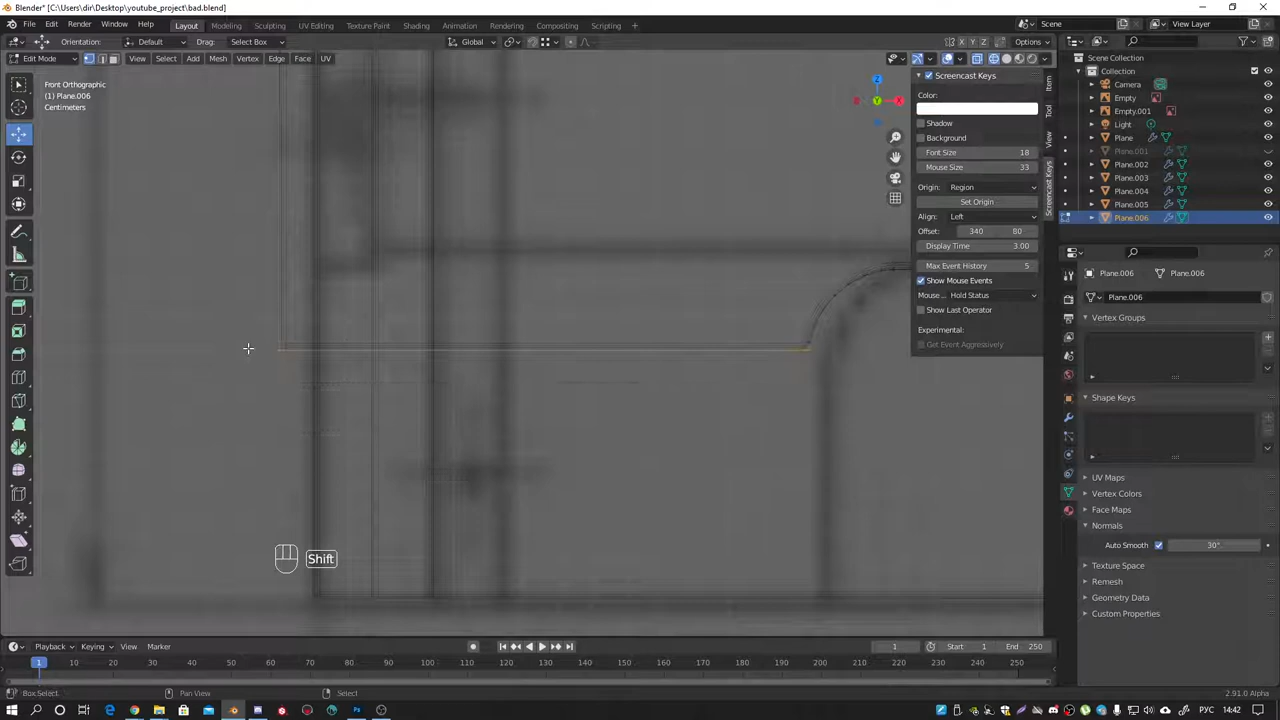 Blender* [C:\Users\dir\Desktop\youtube_project\bad.blend]
File Edit Render Window Help Layout Modeling Sculpting UV Editing Texture Paint Shading Animation Rendering Compositing Scripting Scene View Layer
Orientation: Default Drag: Select Box Global X Y Z Options
Edit Mode View Select Add Mesh Vertex Edge Face UV
Front Orthographic
(1) Plane.006
Centimeters
Z
X
Y
Screencast Keys
Color:
Shadow
Background
Font Size 18
Mouse Size 33
Origin: Region
Set Origin
Align: Left
Offset: 340 80
Display Time 3.00
Max Event History 5
Show Mouse Events
Mouse... Hold Status
Show Last Operator
Experimental:
Get Event Aggressively
Item
Tool
View
Screencast Keys
Shift
Scene Collection
Collection
Camera
Empty
Empty.001
Light
Plane
Plane.001
Plane.002
Plane.003
Plane.004
Plane.005
Plane.006
Plane.006 Plane.006
Plane.006
Vertex Groups
Shape Keys
UV Maps
Vertex Colors
Face Maps
Normals
Auto Smooth 30°
Texture Space
Remesh
Geometry Data
Custom Properties
Playback Keying View Marker 1 Start 1 End 250
1 10 20 30 40 50 60 70 80 90 100 110 120 130 140 150 160 170 180 190 200 210 220 230 240 250
Box Select Pan View Select 2.91.0 Alpha
РУС 14:42